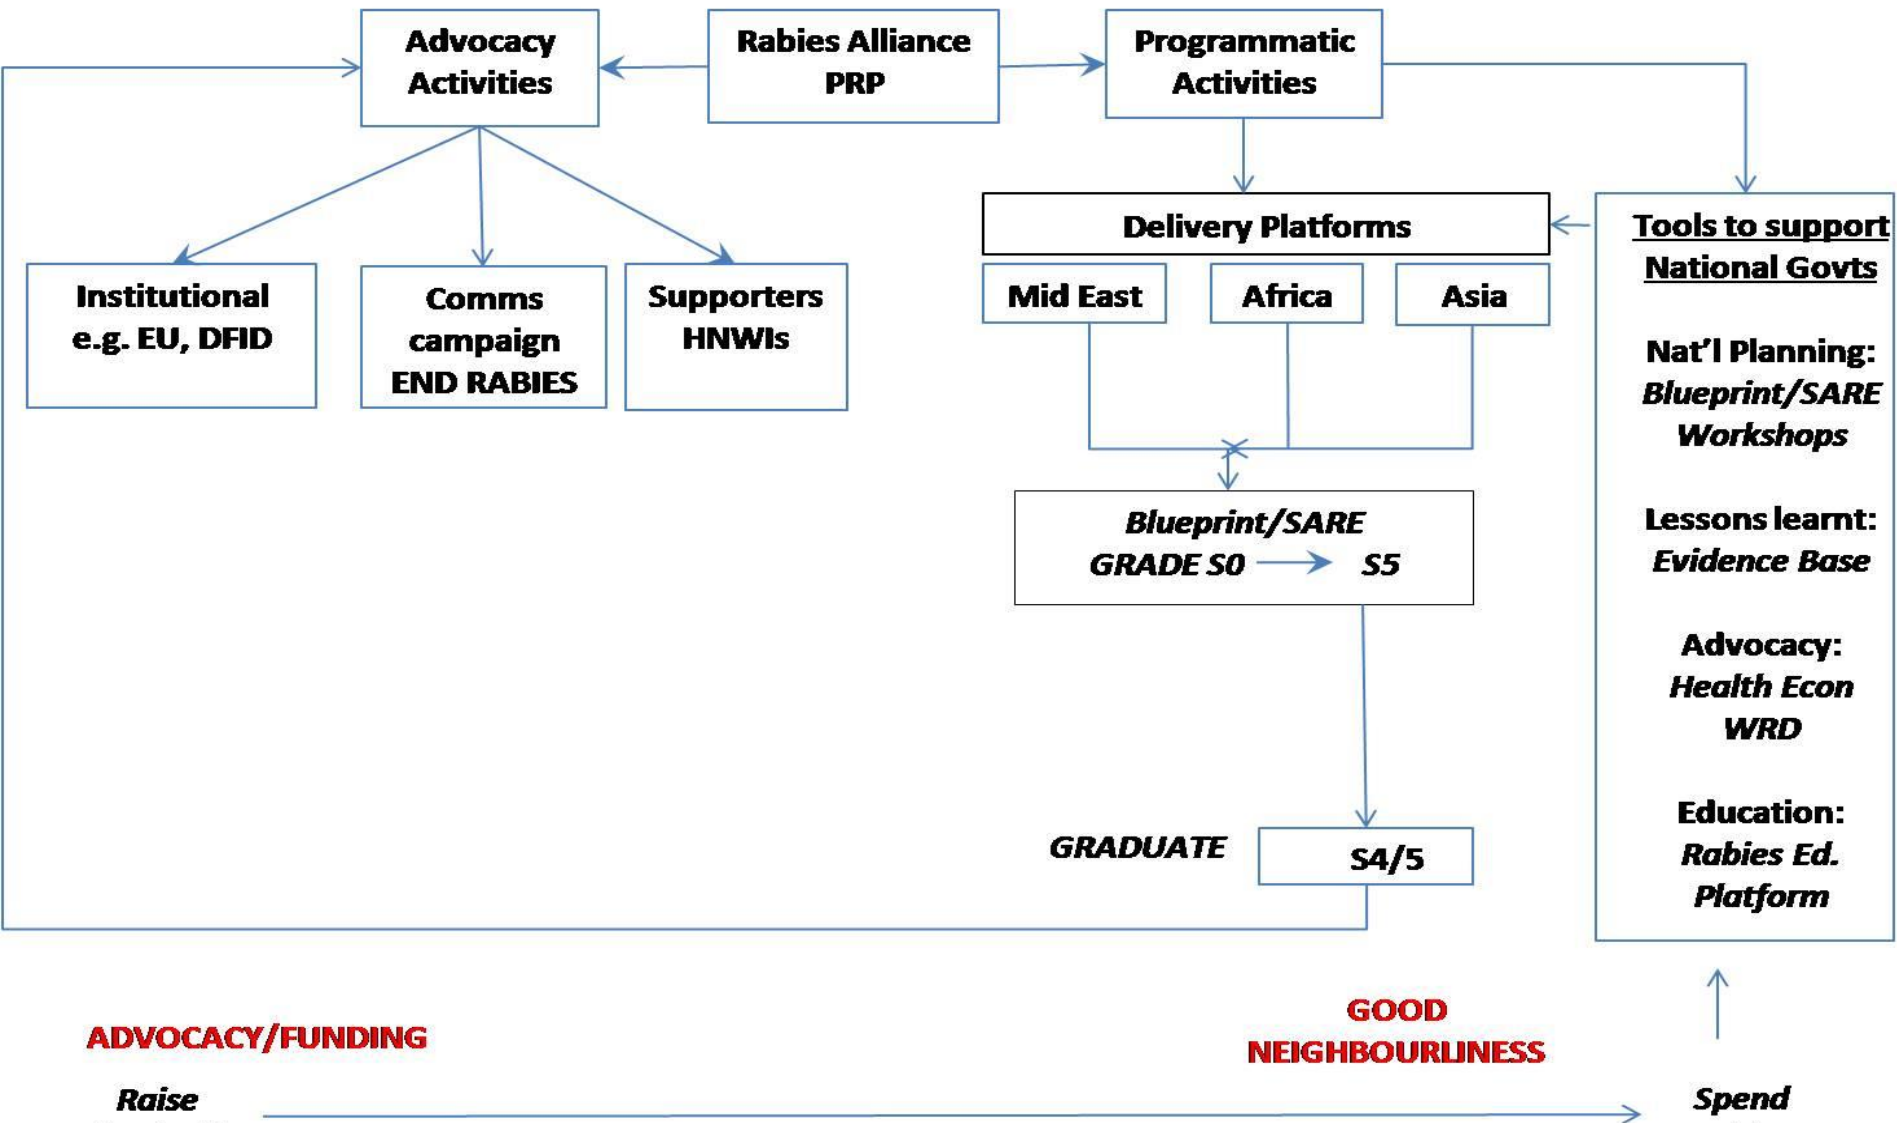 Advocacy
Activities
Rabies Alliance
PRP
Programmatic
Activities
Institutional
e.g. EU, DFID
Comms
campaign
END RABIES
Supporters
HNWIs
Delivery Platforms
Mid East
Africa
Asia
Blueprint/SARE
GRADE S0
S5
GRADUATE
S4/5
Tools to support
National Govts
Nat’l Planning:
Blueprint/SARE
Workshops
Lessons learnt:
Evidence Base
Advocacy:
Health Econ
WRD
Education:
Rabies Ed.
Platform
ADVOCACY/FUNDING
GOOD
NEIGHBOURLINESS
Raise
Spend